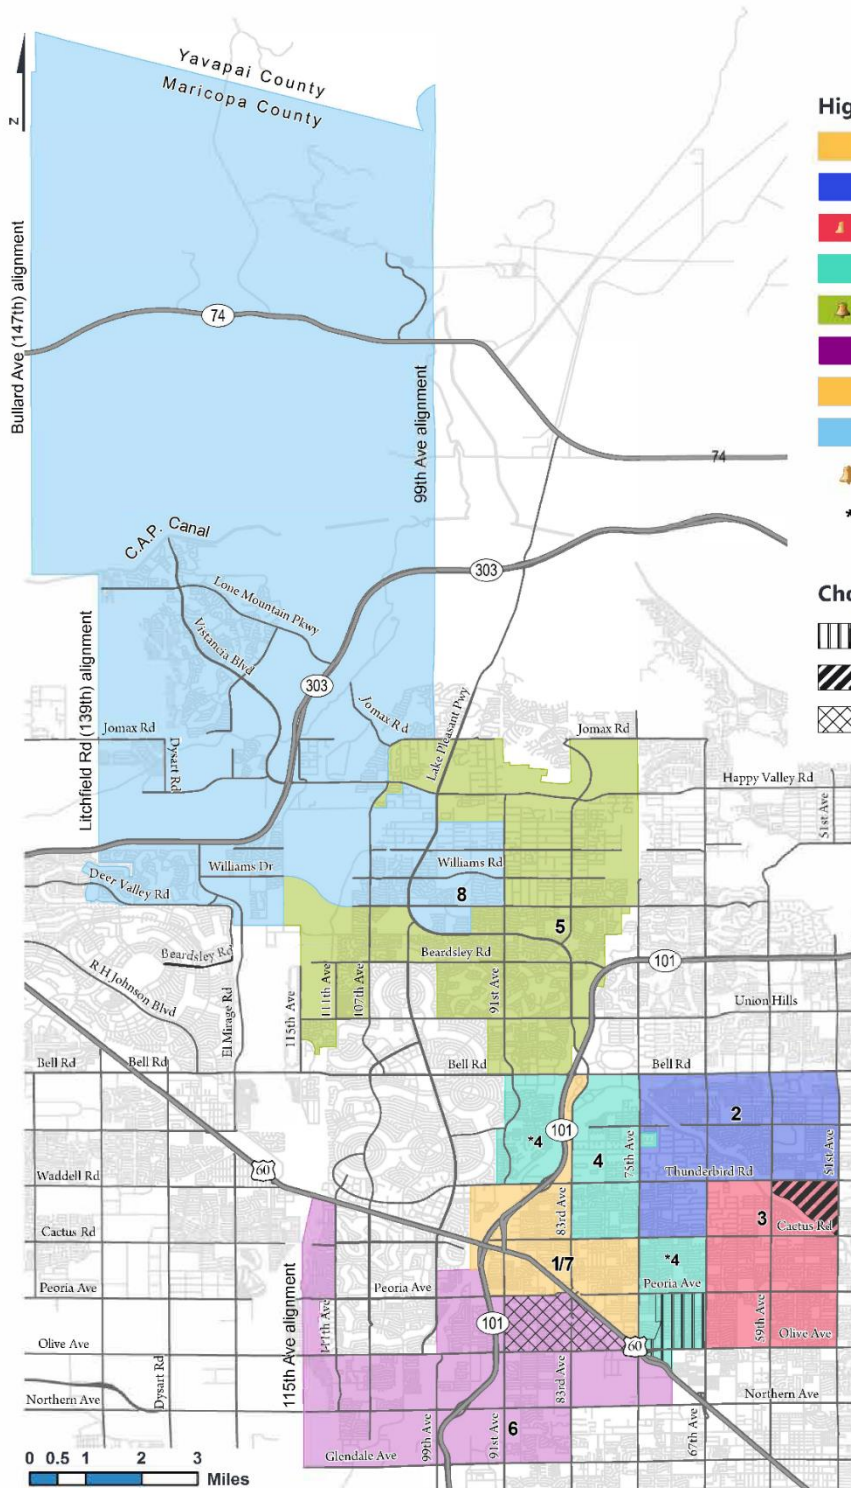 Yavapai County
Maricopa County
N
Hig
Bullard Ave (147th) alignment
74
99th Ave alignment
74
*
C.A.P. Canal
303
Lone Mountain Pkwy
Vistancia Blvd
Cho
303
Litchfield Rd (139th) alignment
Jomax Rd
Dysart Rd
Jomax Rd
Lake Pleasant Pwy
Jomax Rd
Happy Valley Rd
51st Ave
Williams Dr
Williams Rd
Deer Valley Rd
8
5
Beardsley Rd
Beardsley Rd
R H Johnson Blvd
El Mirage Rd
115th Ave
111th Ave
107th Ave
91st Ave
101
Union Hills
Bell Rd
Bell Rd
Bell Rd
Bell Rd
2
*4
101
4
75th Ave
51st Ave
Waddell Rd
60
Thunderbird Rd
Cactus Rd
83rd Ave
3
Cactus Rd
1/7
*4
Peoria Ave
Peoria Ave
Peoria Ave
115th Ave alignment
111th Ave
101
59th Ave
Olive Ave
60
Olive Ave
Dysart Rd
83rd Ave
Northern Ave
Northern Ave
99th Ave
91st Ave
6
67th Ave
Glendale Ave
0 0.5 1 2 3
Miles